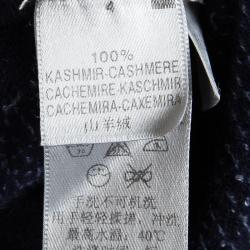 100%
KASHMIR-CASHMERE
CACHEMIRE-KASCHMIR
CACHEMIRA-CAXEMIRA
山羊绒
手洗不可机洗
用手轻轻揉搓，冲洗
最高水温，40℃